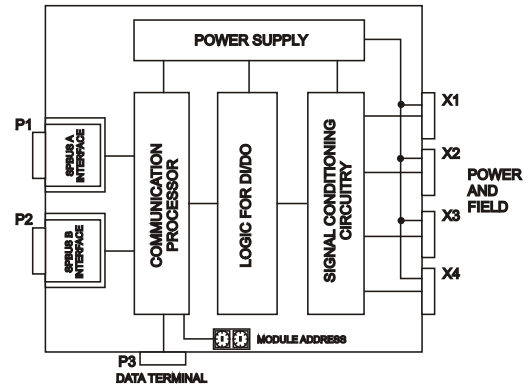 POWER SUPPLY
P1
SPBUS A
INTERFACE
P2
SPBUS B
INTERFACE
COMMUNICATION
PROCESSOR
LOGIC FOR DI/DO
SIGNAL CONDITIONING
CIRCUITRY
X1
X2
X3
X4
POWER
AND
FIELD
MODULE ADDRESS
P3
DATA TERMINAL